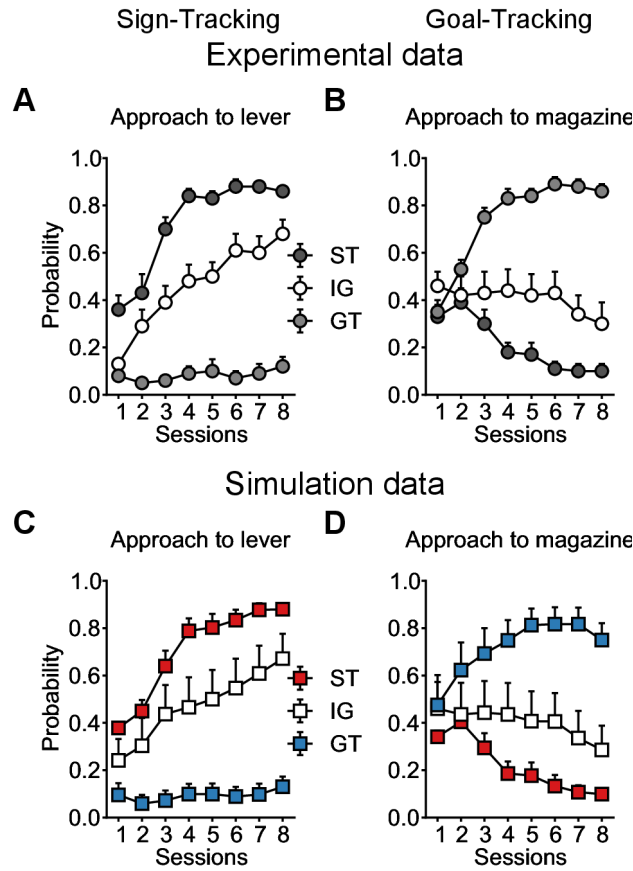 Sign-Tracking Goal-Tracking
Experimental data
A B
Approach to lever Approach to magazine
1.0 1.0
0.8 0.8
0.6 0.6
0.4 0.4
0.2 0.2
0.0 0.0
Probability
ST
IG
GT
1 2 3 4 5 6 7 8 1 2 3 4 5 6 7 8
Sessions Sessions
Simulation data
C D
Approach to lever Approach to magazine
1.0 1.0
0.8 0.8
0.6 0.6
0.4 0.4
0.2 0.2
0.0 0.0
Probability
ST
IG
GT
1 2 3 4 5 6 7 8 1 2 3 4 5 6 7 8
Sessions Sessions